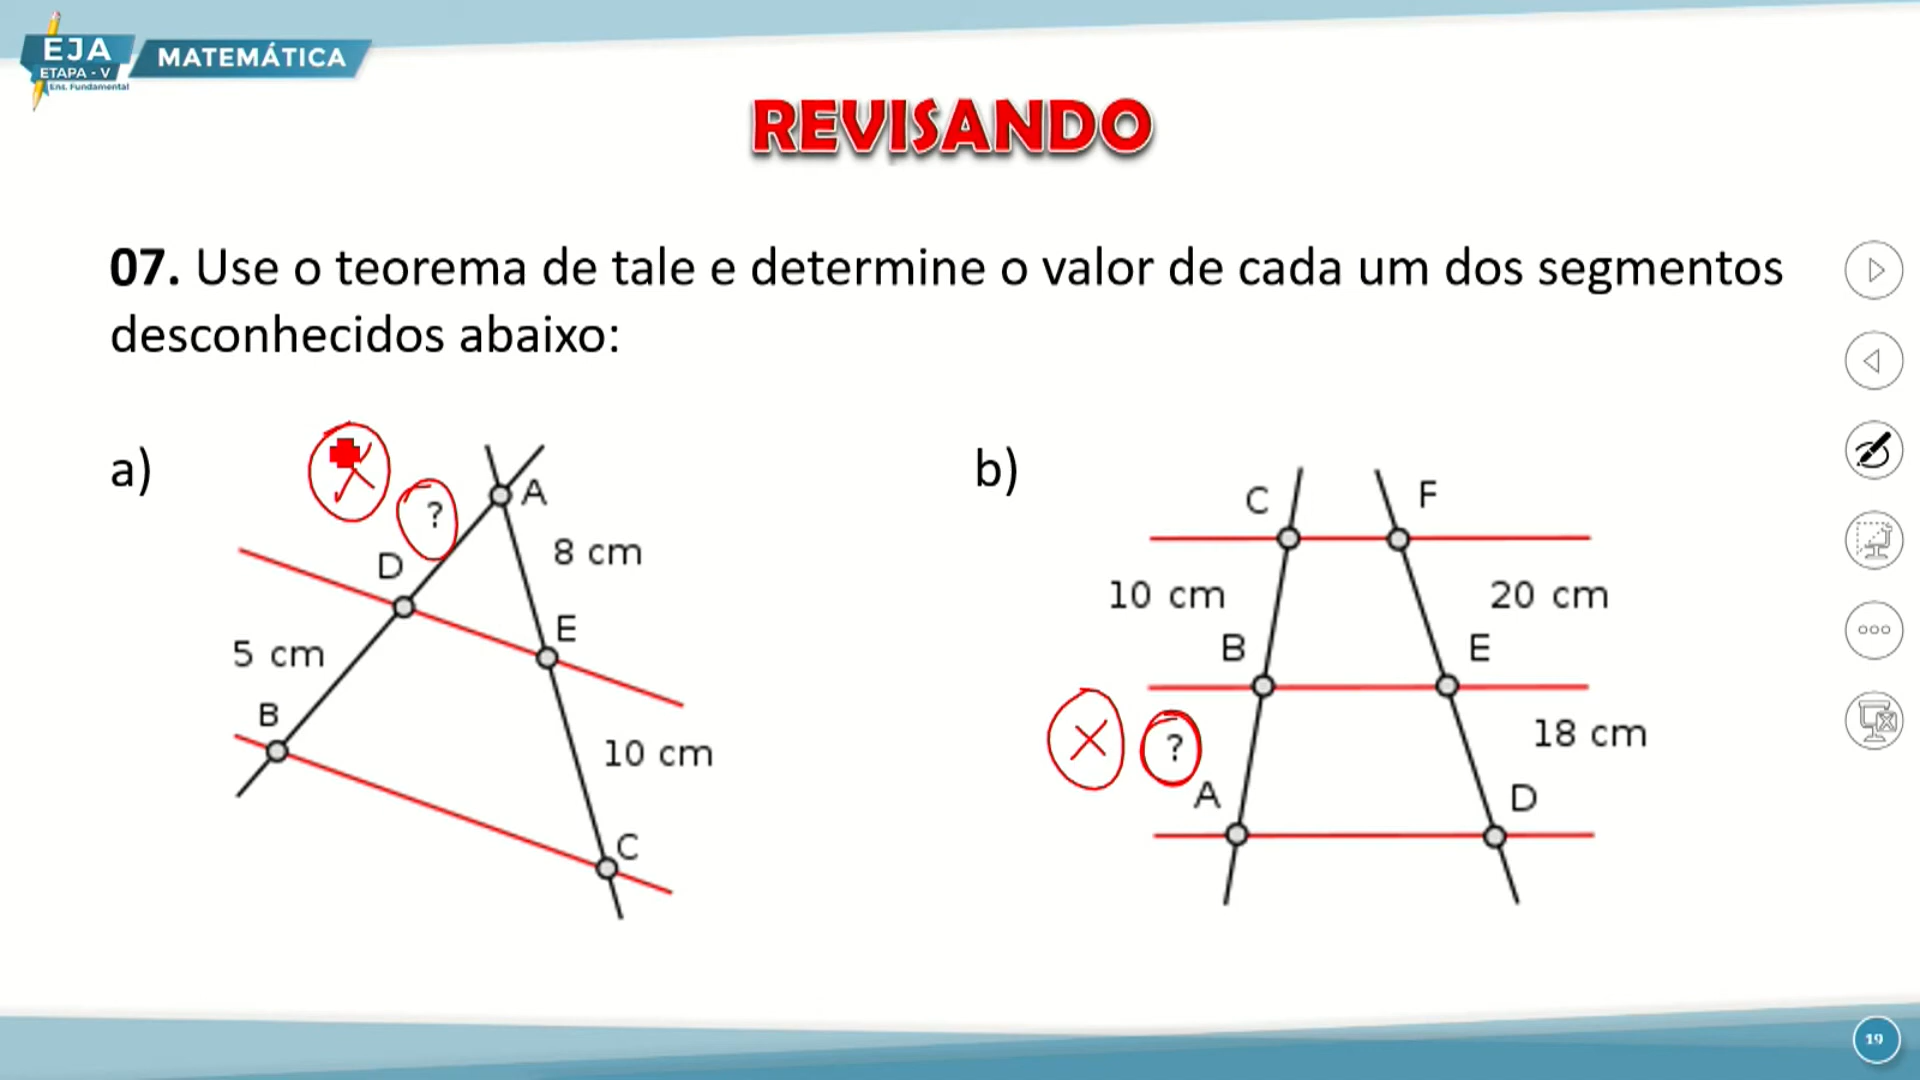 EJA
ETAPA - V
Ens. Fundamental
MATEMÁTICA
REVISANDO
07. Use o teorema de tale e determine o valor de cada um dos segmentos
desconhecidos abaixo:
a)
x
?
A
8 cm
D
E
5 cm
B
10 cm
C
b)
C
F
10 cm
20 cm
B
E
x
?
18 cm
A
D
19